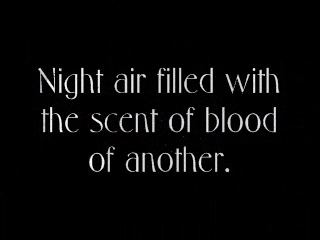 Night air filled with
the scent of blood
of another.